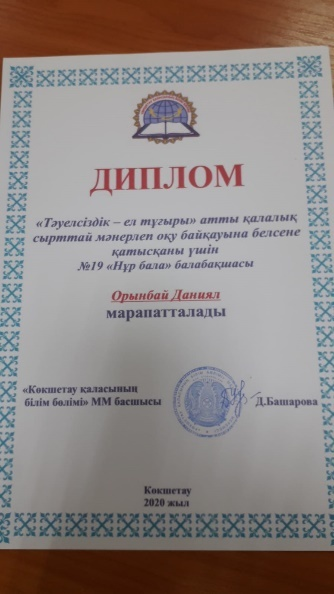 ДИПЛОМ
«Тәуелсіздік – ел тұғыры» атты қалалық
сырттай мәнерлеп оқу байқауына белсене
қатысқаны үшін
№19 «Нұр бала» балабақшасы
Орынбай Даниял
марапатталады
«Көкшетау қаласының
білім бөлімі» ММ басшысы
Д.Башарова
Көкшетау
2020 жыл